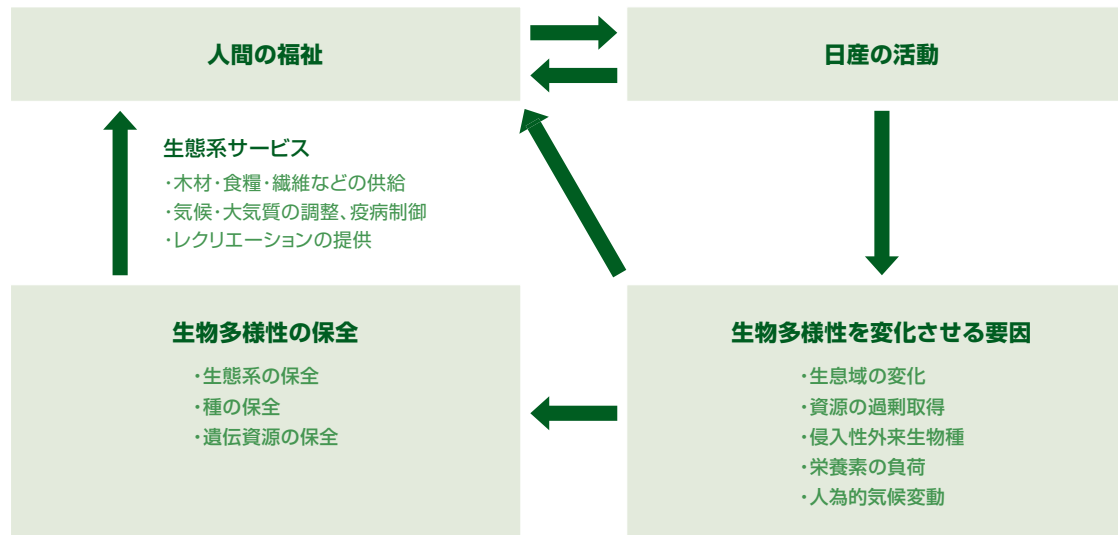 人間の福祉
日産の活動
生態系サービス
・木材・食糧・繊維などの供給
・気候・大気質の調整、疫病制御
・レクリエーションの提供
生物多様性の保全
・生態系の保全
・種の保全
・遺伝資源の保全
生物多様性を変化させる要因
・生息域の変化
・資源の過剰取得
・侵入性外来生物種
・栄養素の負荷
・人為的気候変動